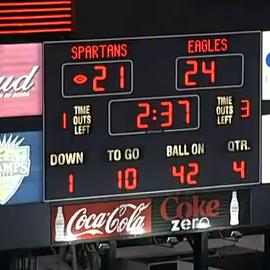 SPARTANS EAGLES
21 24
1 TIME OUTS LEFT 2:37 TIME OUTS LEFT 3
DOWN TO GO BALL ON QTR.
1 10 42 4
Coca-Cola Coke zero